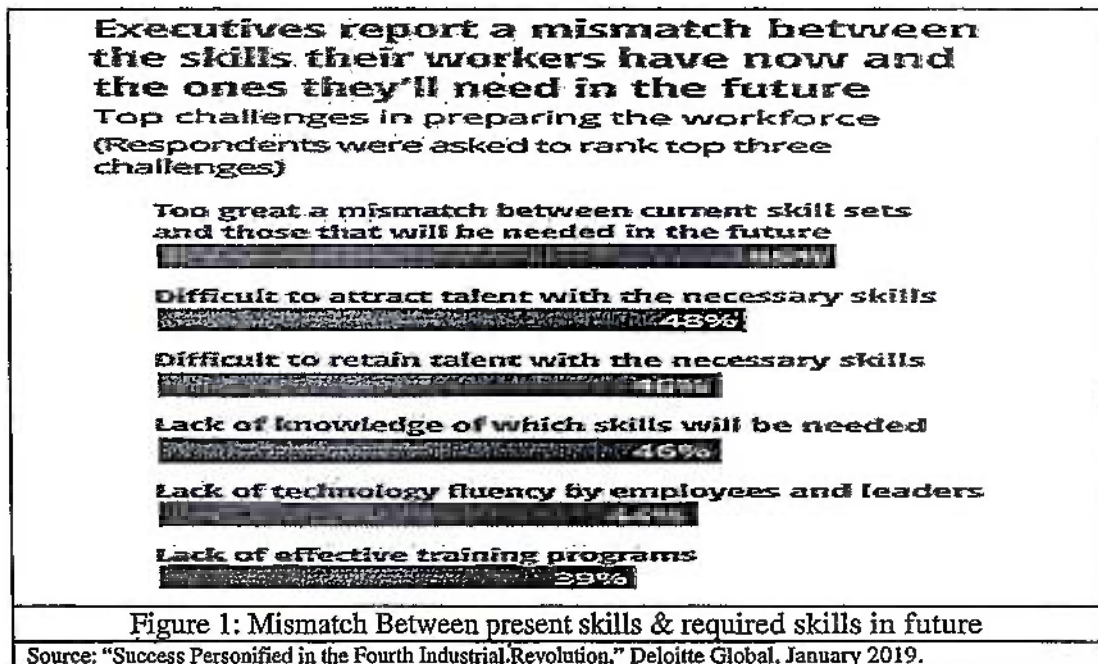 Executives report a mismatch between
the skills their workers have now and
the ones they'll need in the future
Top challenges in preparing the workforce
(Respondents were asked to rank top three
challenges)
Too great a mismatch between current skill sets
and those that will be needed in the future
Difficult to attract talent with the necessary skills
48%
Difficult to retain talent with the necessary skills
46%
Lack of knowledge of which skills will be needed
46%
Lack of technology fluency by employees and leaders
Lack of effective training programs
39%
Figure 1: Mismatch Between present skills & required skills in future
Source: "Success Personified in the Fourth Industrial Revolution," Deloitte Global, January 2019.